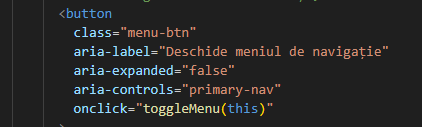 <button
class="menu-btn"
aria-label="Deschide meniul de navigație"
aria-expanded="false"
aria-controls="primary-nav"
onclick="toggleMenu(this)"
>